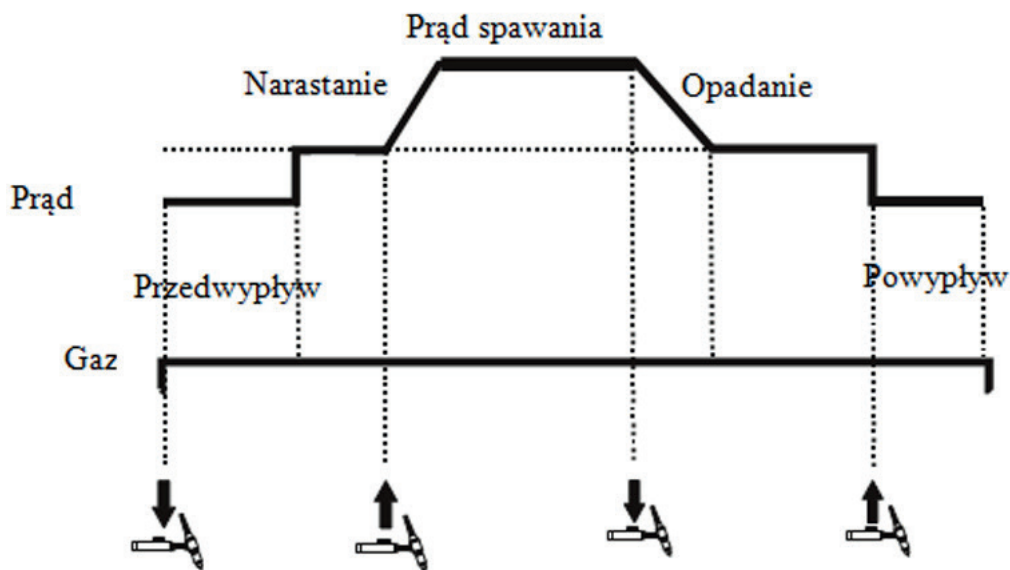 Prąd spawania
Narastanie
Opadanie
Prąd
Przedwypływ
Powypływ
Gaz